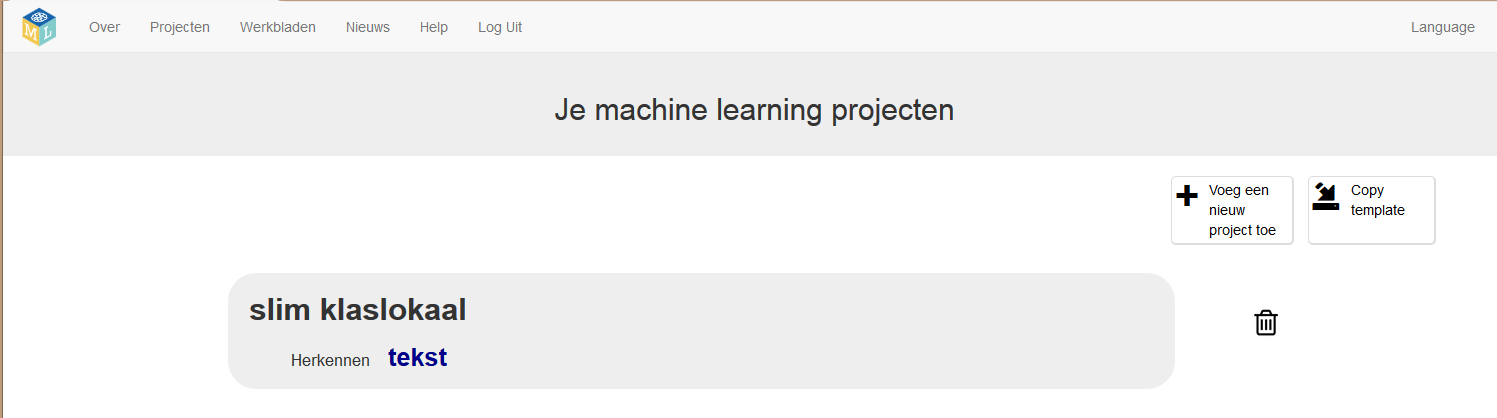 M L Over Projecten Werkbladen Nieuws Help Log Uit Language
Je machine learning projecten
Voeg een
nieuw
project toe
Copy
template
slim klaslokaal
Herkennen tekst